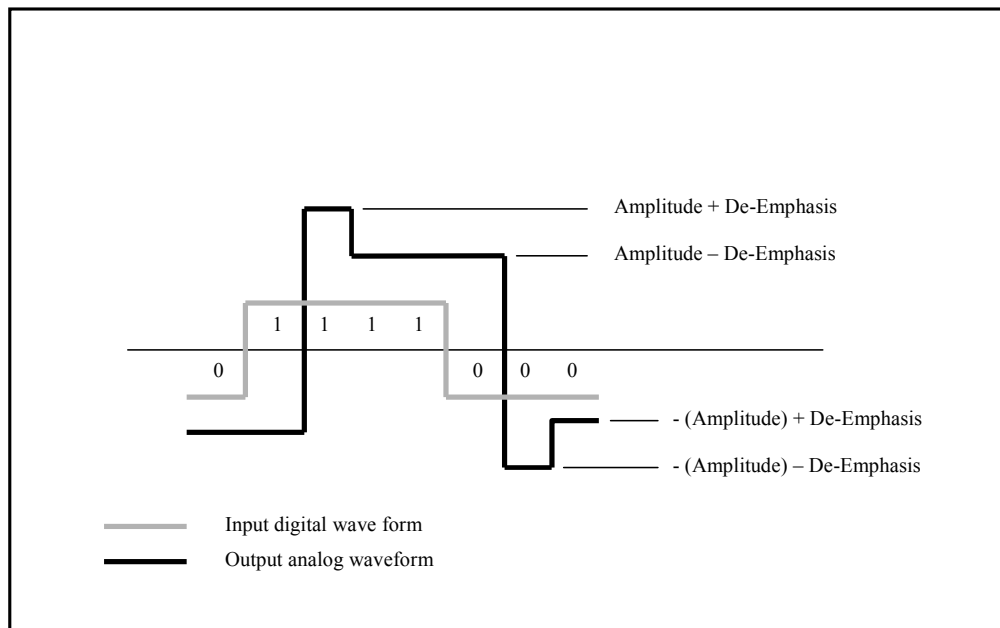 Amplitude + De-Emphasis
Amplitude – De-Emphasis
1 1 1 1
0 0 0 0
- (Amplitude) + De-Emphasis
- (Amplitude) – De-Emphasis
Input digital wave form
Output analog waveform